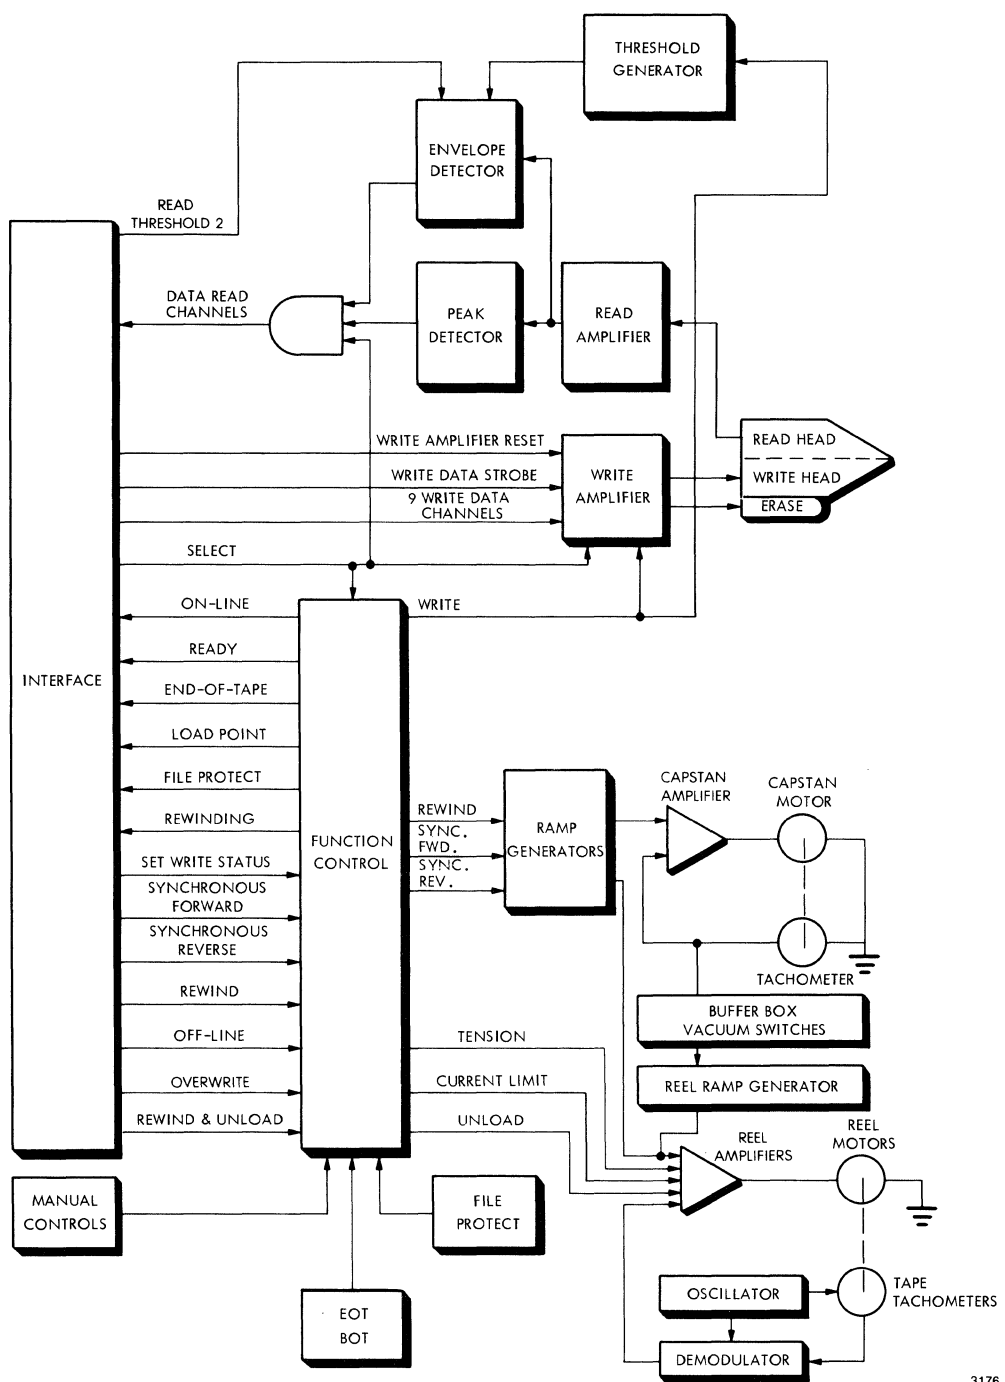 THRESHOLD
GENERATOR
ENVELOPE
DETECTOR
READ
THRESHOLD 2
DATA READ
CHANNELS
PEAK
DETECTOR
READ
AMPLIFIER
READ HEAD
WRITE HEAD
ERASE
WRITE AMPLIFIER RESET
WRITE DATA STROBE
9 WRITE DATA
CHANNELS
WRITE
AMPLIFIER
SELECT
ON-LINE
WRITE
READY
INTERFACE
END-OF-TAPE
LOAD POINT
FILE PROTECT
REWINDING
SET WRITE STATUS
SYNCHRONOUS
FORWARD
SYNCHRONOUS
REVERSE
REWIND
OFF-LINE
OVERWRITE
REWIND & UNLOAD
FUNCTION
CONTROL
REWIND
SYNC.
FWD.
SYNC.
REV.
RAMP
GENERATORS
CAPSTAN
AMPLIFIER
CAPSTAN
MOTOR
TACHOMETER
BUFFER BOX
VACUUM SWITCHES
REEL RAMP GENERATOR
TENSION
CURRENT LIMIT
UNLOAD
REEL
AMPLIFIERS
REEL
MOTORS
MANUAL
CONTROLS
FILE
PROTECT
EOT
BOT
OSCILLATOR
TAPE
TACHOMETERS
DEMODULATOR
3176